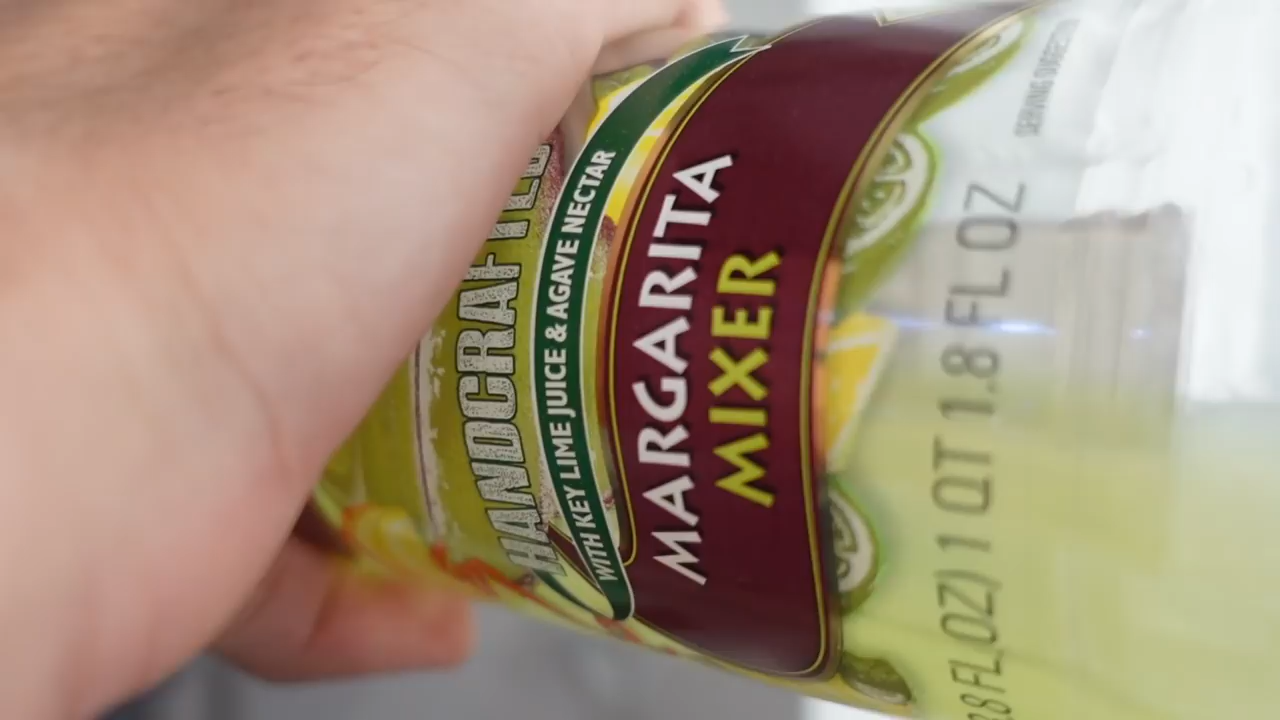 HANDCRAFTED
WITH KEY LIME JUICE & AGAVE NECTAR
MARGARITA
MIXER
FL OZ) 1 QT 1.8 FL OZ